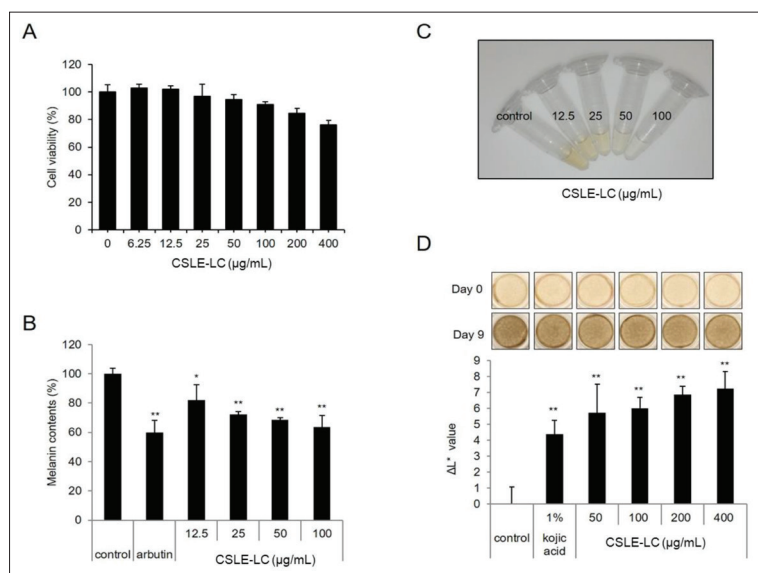 A
120
100
80
60
40
20
0
Cell viability (%)
0 6.25 12.5 25 50 100 200 400
CSLE-LC (µg/mL)
B
120
100
80
60
40
20
0
Melanin contents (%)
** * ** ** **
12.5 25 50 100
control arbutin CSLE-LC (µg/mL)
C
control 12.5 25 50 100
CSLE-LC (µg/mL)
D
Day 0
Day 9
9
8
7
6
5
4
3
2
1
0
ΔL* value
** ** ** ** **
control 1% kojic acid 50 100 200 400
CSLE-LC (µg/mL)